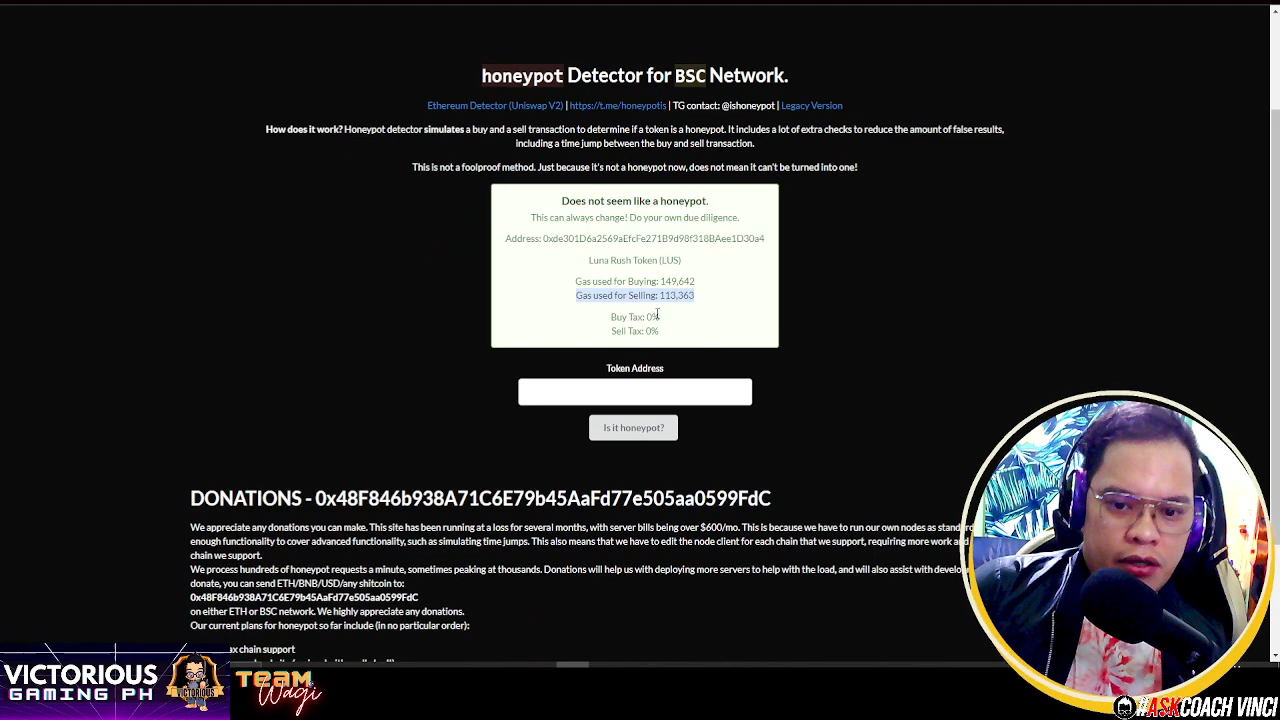 honeypot Detector for BSC Network.
Ethereum Detector (Uniswap V2) | https://t.me/honeypotis | TG contact: @ishoneypot | Legacy Version
How does it work? Honeypot detector simulates a buy and a sell transaction to determine if a token is a honeypot. It includes a lot of extra checks to reduce the amount of false results,
including a time jump between the buy and sell transaction.
This is not a foolproof method. Just because it's not a honeypot now, does not mean it can't be turned into one!
Does not seem like a honeypot.
This can always change! Do your own due diligence.
Address: 0xde301D6a2569aEfcFe271B9d98f318BAee1D30a4
Luna Rush Token (LUS)
Gas used for Buying: 149,642
Gas used for Selling: 113,363
Buy Tax: 0%
Sell Tax: 0%
Token Address
Is it honeypot?
DONATIONS - 0x48F846b938A71C6E79b45AaFd77e505aa0599FdC
We appreciate any donations you can make. This site has been running at a loss for several months, with server bills being over $600/mo. This is because we have to run our own nodes as
enough functionality to cover advanced functionality, such as simulating time jumps. This also means that we have to edit the node client for each chain that we support, requiring more work and
chain we support.
We process hundreds of honeypot requests a minute, sometimes peaking at thousands. Donations will help us with deploying more servers to help with the load, and will also assist with
donate, you can send ETH/BNB/USD/any shitcoin to:
0x48F846b938A71C6E79b45AaFd77e505aa0599FdC
on either ETH or BSC network. We highly appreciate any donations.
Our current plans for honeypot so far include (in no particular order):
chain support
VICTORIOUS
GAMING PH
VICTORIOUS
TEAM
Wagi
#ASKCOACH VINCI